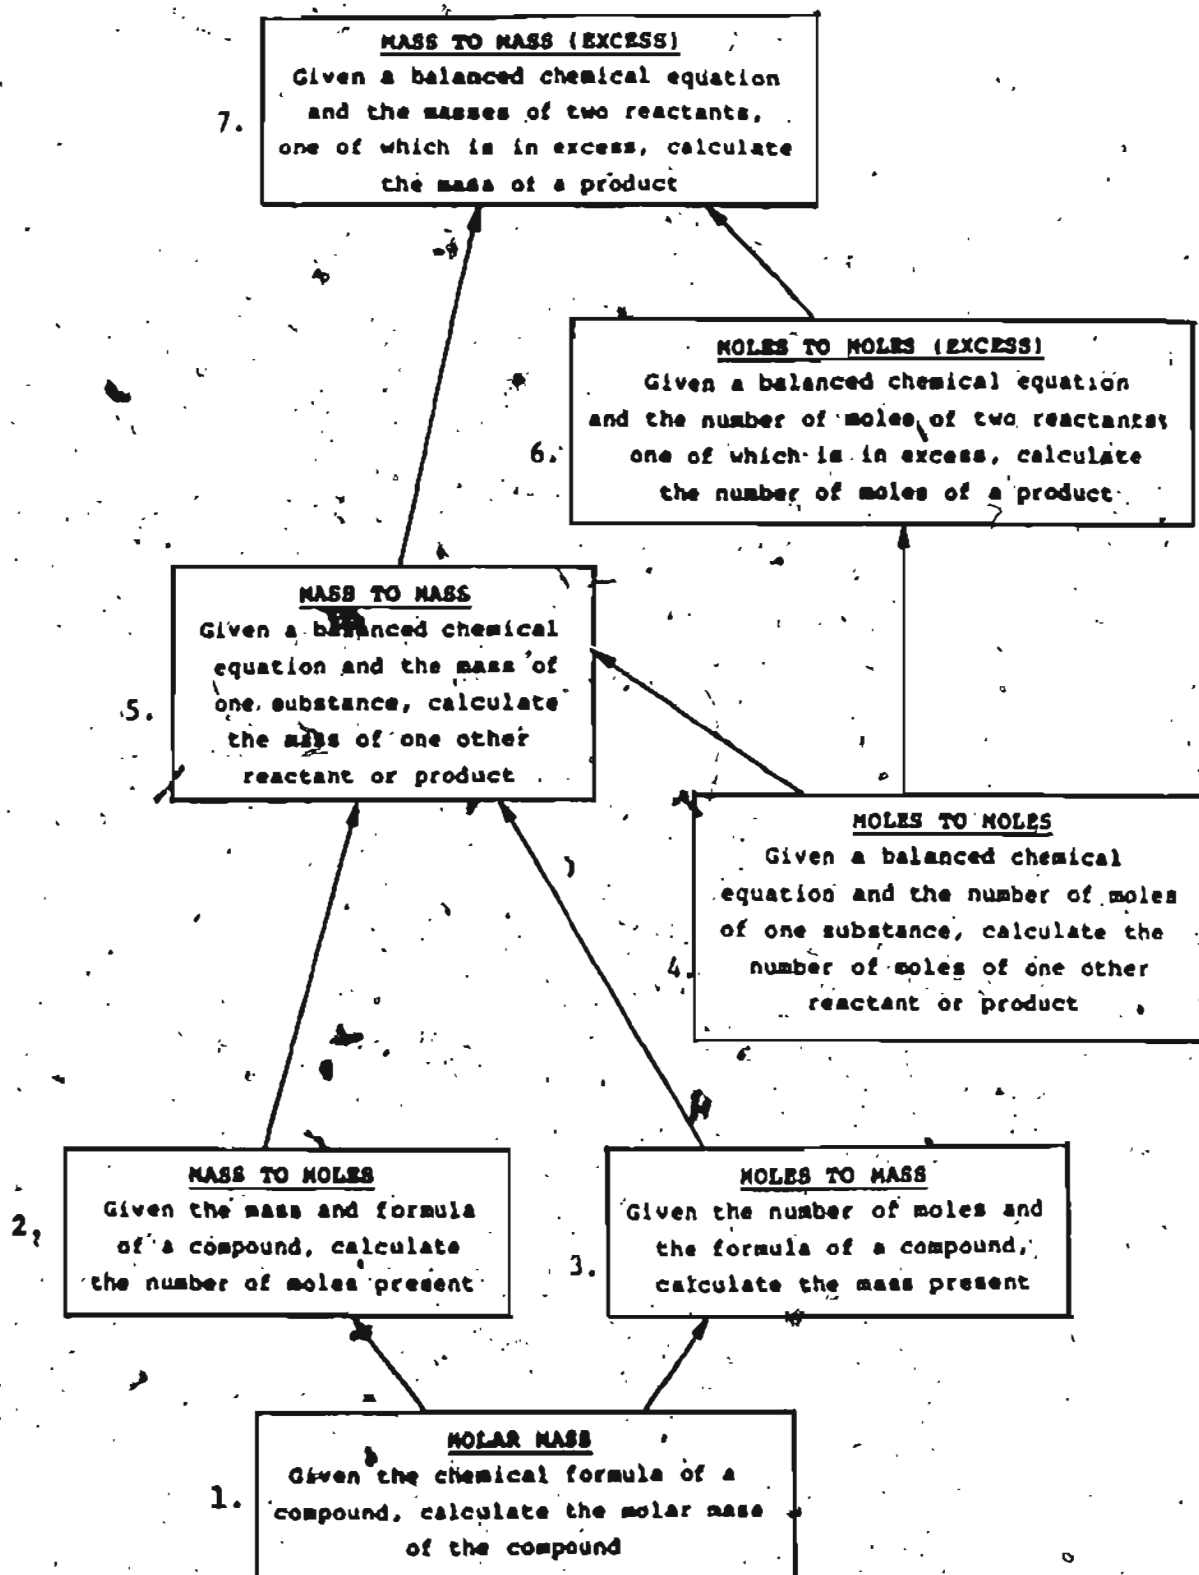 MASS TO MASS (EXCESS)
Given a balanced chemical equation
and the masses of two reactants,
one of which is in excess, calculate
the mass of a product
7.
MOLES TO MOLES (EXCESS)
Given a balanced chemical equation
and the number of moles of two reactants,
one of which is in excess, calculate
the number of moles of a product
6.
MASS TO MASS
Given a balanced chemical
equation and the mass of
one substance, calculate
the mass of one other
reactant or product
5.
MOLES TO MOLES
Given a balanced chemical
equation and the number of moles
of one substance, calculate the
number of moles of one other
reactant or product
4.
MASS TO MOLES
Given the mass and formula
of a compound, calculate
the number of moles present
2.
MOLES TO MASS
Given the number of moles and
the formula of a compound,
calculate the mass present
3.
MOLAR MASS
Given the chemical formula of a
compound, calculate the molar mass
of the compound
1.